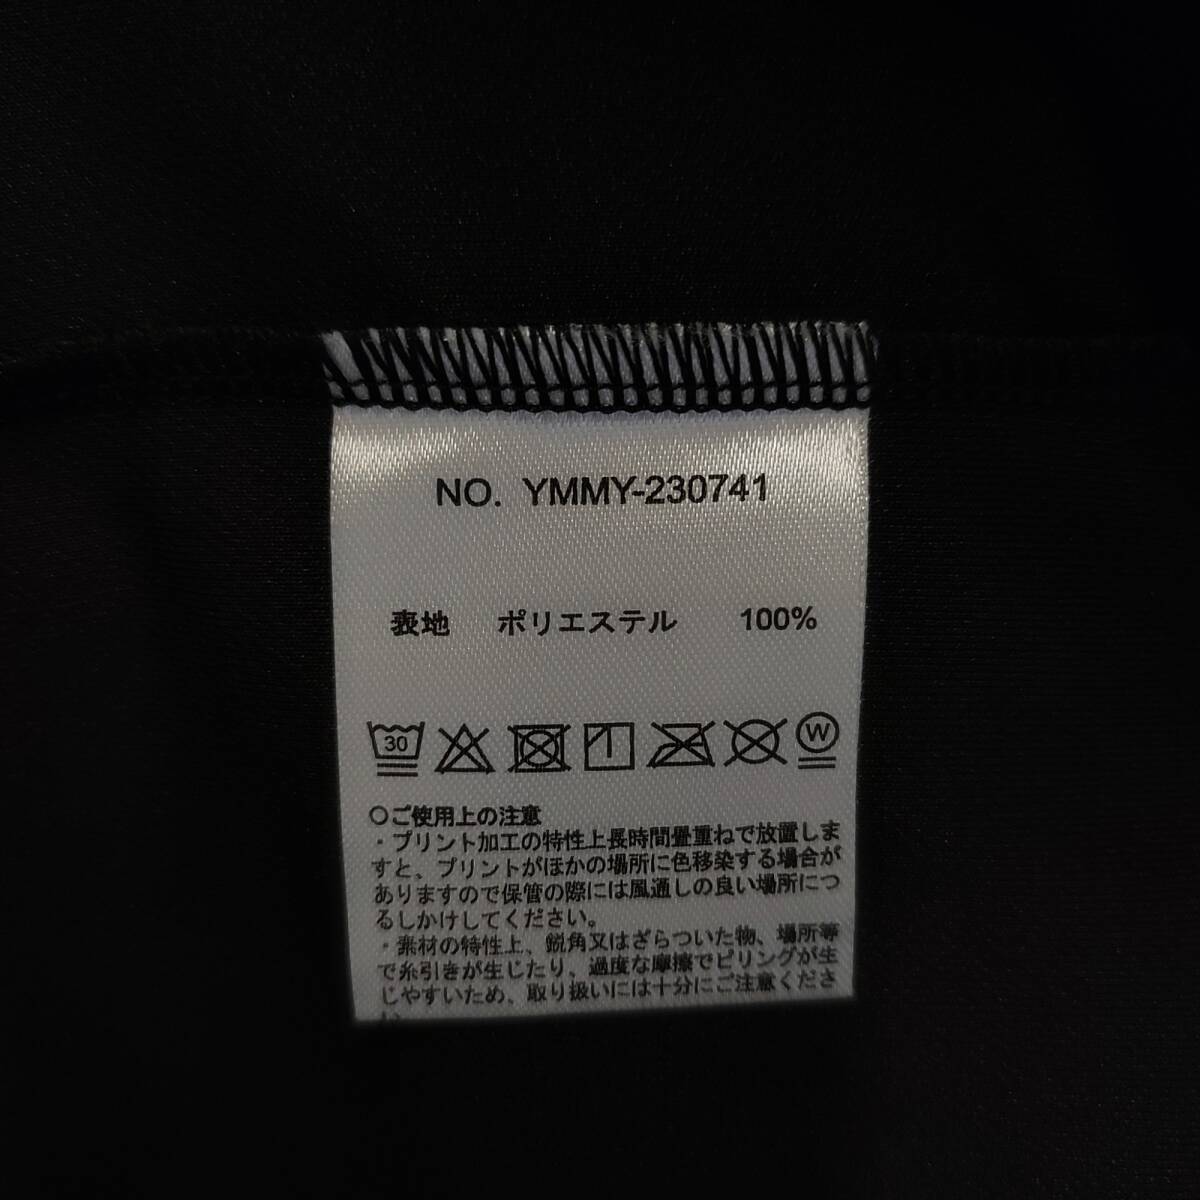 NO. YMMY-230741
表地 ポリエステル 100%
30 W
○ご使用上の注意
・プリント加工の特性上長時間畳重ねで放置しま
すと、プリントがほかの場所に色移染する場合が
ありますので保管の際には風通しの良い場所につ
るしかけしてください。
・素材の特性上、鋭角又はざらついた物、場所等
で糸引きが生じたり、過度な摩擦でピリングが生
じやすいため、取り扱いには十分にご注意くださ